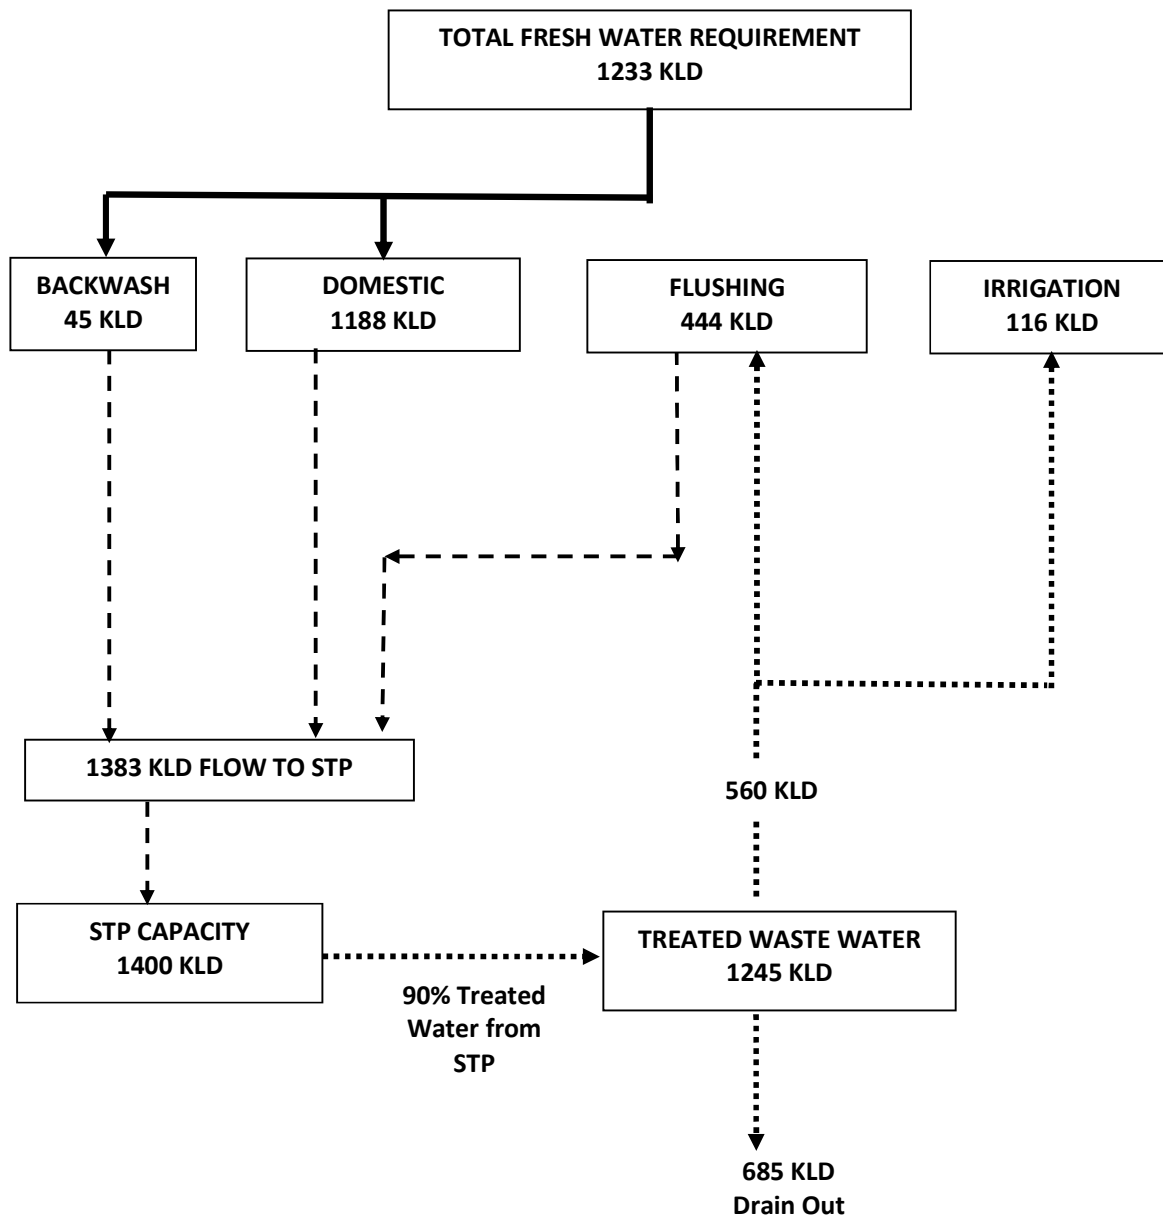 TOTAL FRESH WATER REQUIREMENT
1233 KLD
BACKWASH
45 KLD
DOMESTIC
1188 KLD
FLUSHING
444 KLD
IRRIGATION
116 KLD
1383 KLD FLOW TO STP
560 KLD
STP CAPACITY
1400 KLD
90% Treated
Water from
STP
TREATED WASTE WATER
1245 KLD
685 KLD
Drain Out